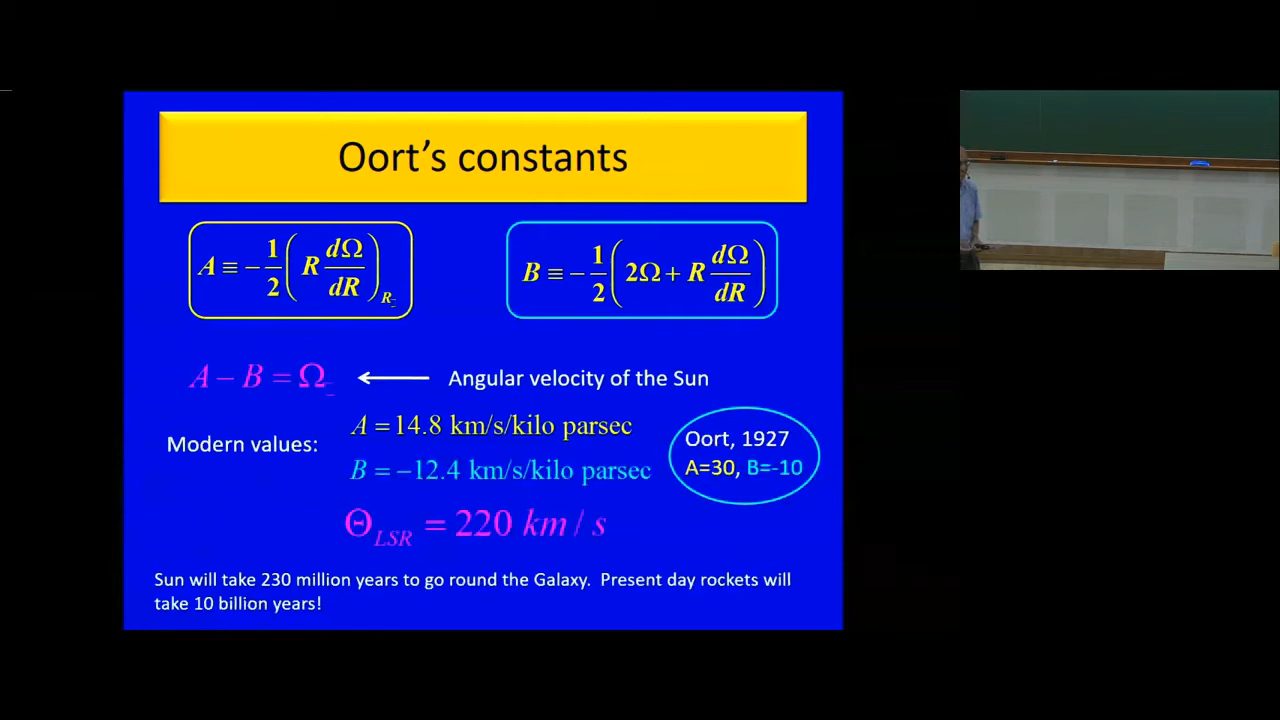 Oort's constants
A ≡ −1/2 (R dΩ/dR)_R
B ≡ −1/2 (2Ω + R dΩ/dR)
A − B = Ω
Angular velocity of the Sun
Modern values:
A = 14.8 km/s/kilo parsec
B = −12.4 km/s/kilo parsec
Oort, 1927
A=30, B=-10
Θ_LSR = 220 km / s
Sun will take 230 million years to go round the Galaxy. Present day rockets will
take 10 billion years!